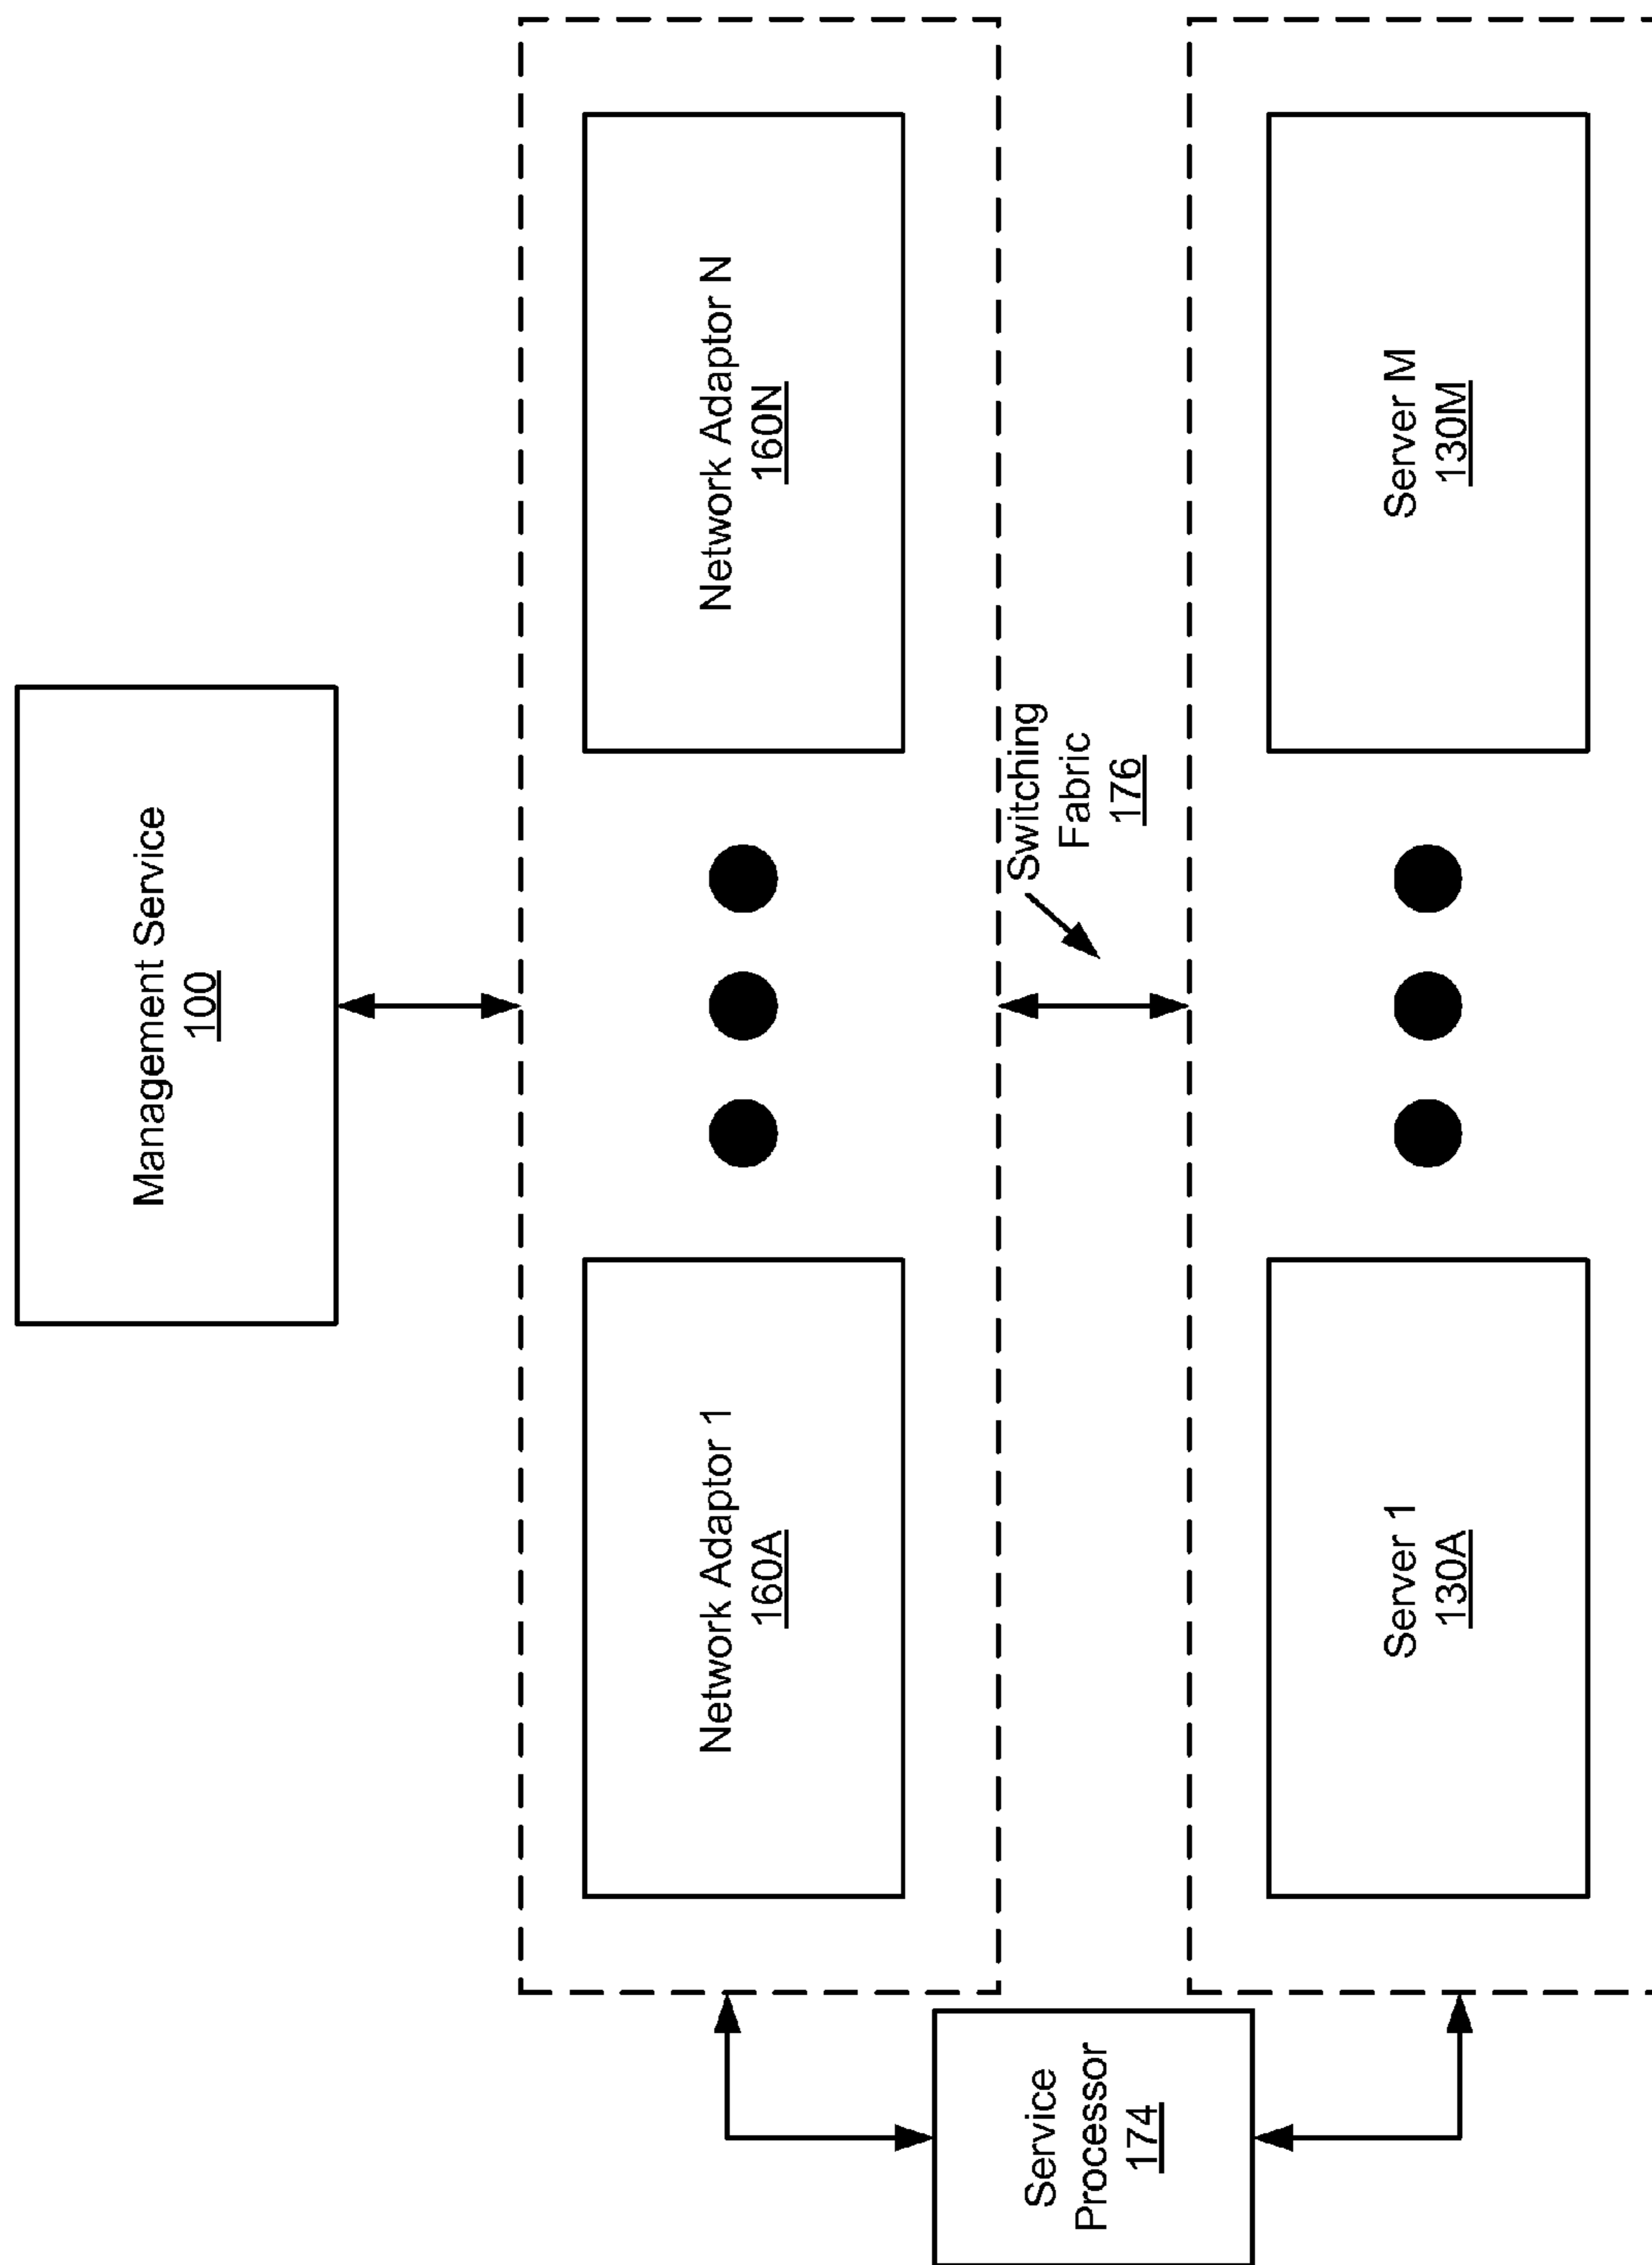 Management Service
100
Network Adaptor 1
160A
Network Adaptor N
160N
Service
Processor
174
Switching
Fabric
176
Server 1
130A
Server M
130M